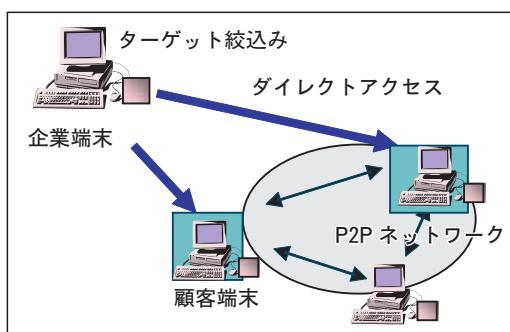 ターゲット絞込み
ダイレクトアクセス
企業端末
P2P ネットワーク
顧客端末